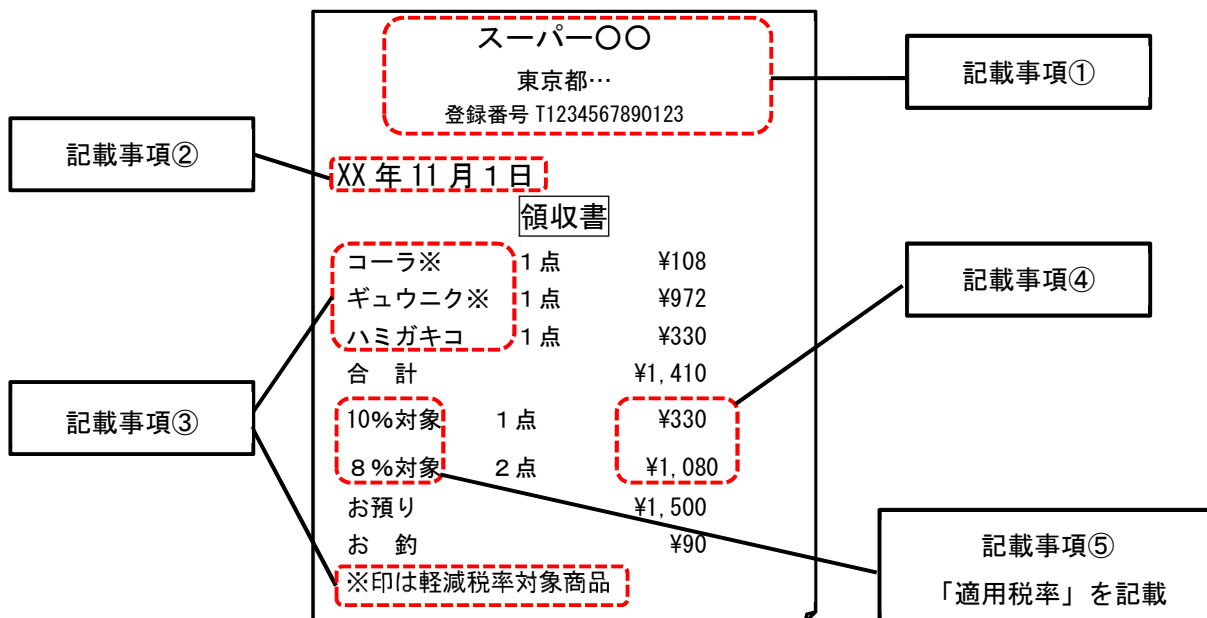 スーパー〇〇
東京都…
登録番号 T1234567890123
記載事項①
記載事項②
XX 年 11 月 1 日
領収書
コーラ※ 1 点 ¥108
ギュウニク※ 1 点 ¥972
ハミガキコ 1 点 ¥330
合 計 ¥1,410
10%対象 1 点 ¥330
8%対象 2 点 ¥1,080
お預り ¥1,500
お 釣 ¥90
※印は軽減税率対象商品
記載事項③
記載事項④
記載事項⑤
「適用税率」を記載